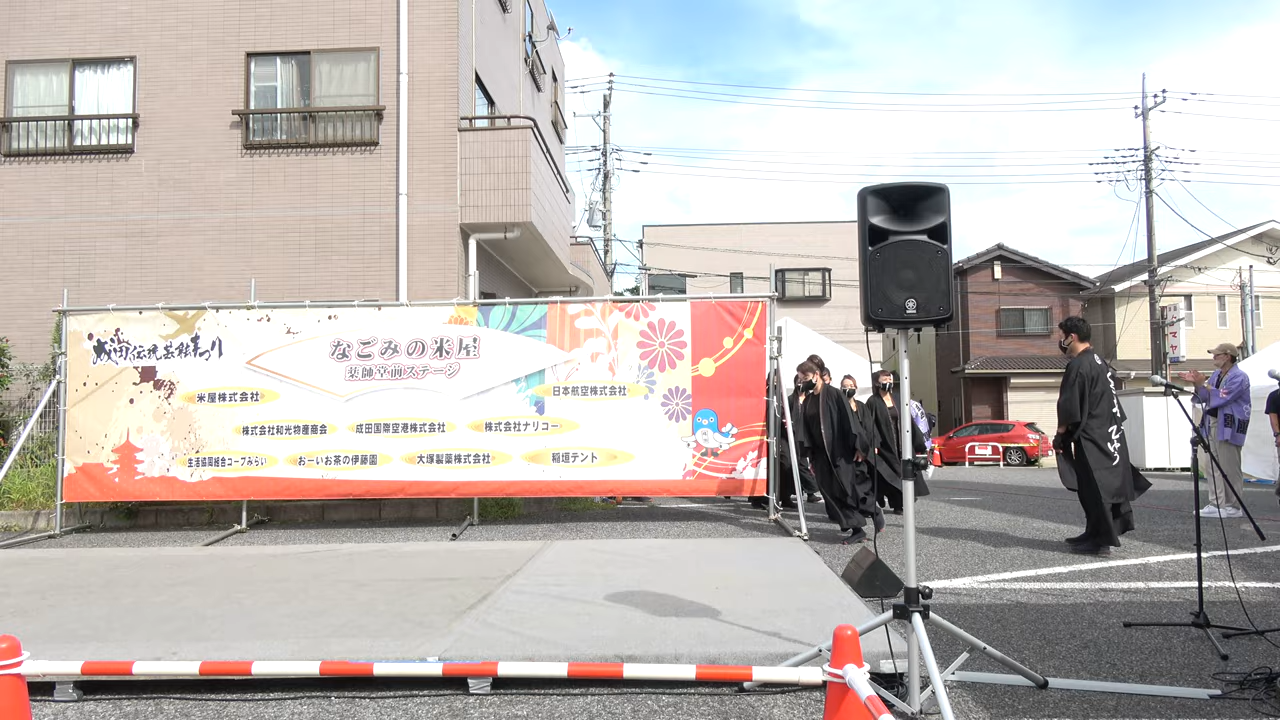 成田伝統芸能まつり
なごみの米屋
薬師堂前ステージ
米屋株式会社
日本航空株式会社
株式会社和光物産商会
成田国際空港株式会社
株式会社ナリコー
生活協同組合コープみらい
おーいお茶の伊藤園
大塚製薬株式会社
稲垣テント
YAMAHA